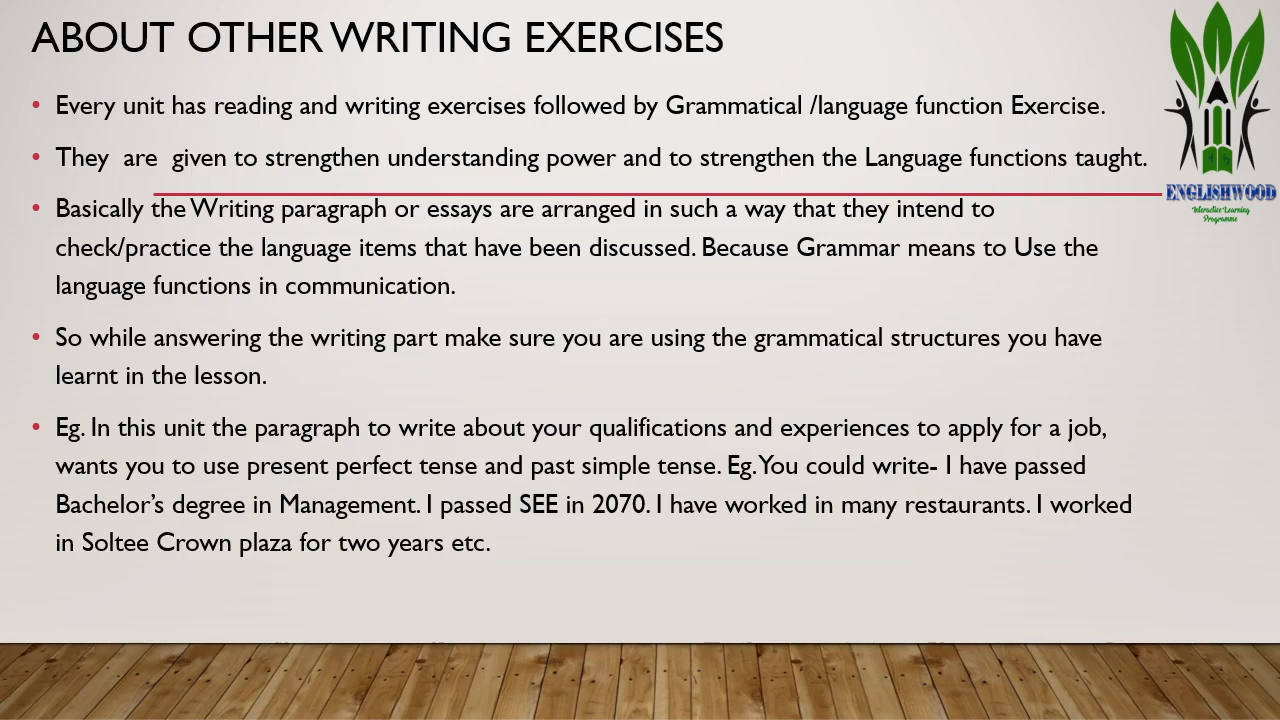 ABOUT OTHER WRITING EXERCISES
• Every unit has reading and writing exercises followed by Grammatical /language function Exercise.
• They are given to strengthen understanding power and to strengthen the Language functions taught.
• Basically the Writing paragraph or essays are arranged in such a way that they intend to
check/practice the language items that have been discussed. Because Grammar means to Use the
language functions in communication.
• So while answering the writing part make sure you are using the grammatical structures you have
learnt in the lesson.
• Eg. In this unit the paragraph to write about your qualifications and experiences to apply for a job,
wants you to use present perfect tense and past simple tense. Eg. You could write- I have passed
Bachelor’s degree in Management. I passed SEE in 2070. I have worked in many restaurants. I worked
in Soltee Crown plaza for two years etc.
ENGLISHWOOD
Interactive Learning
Programme